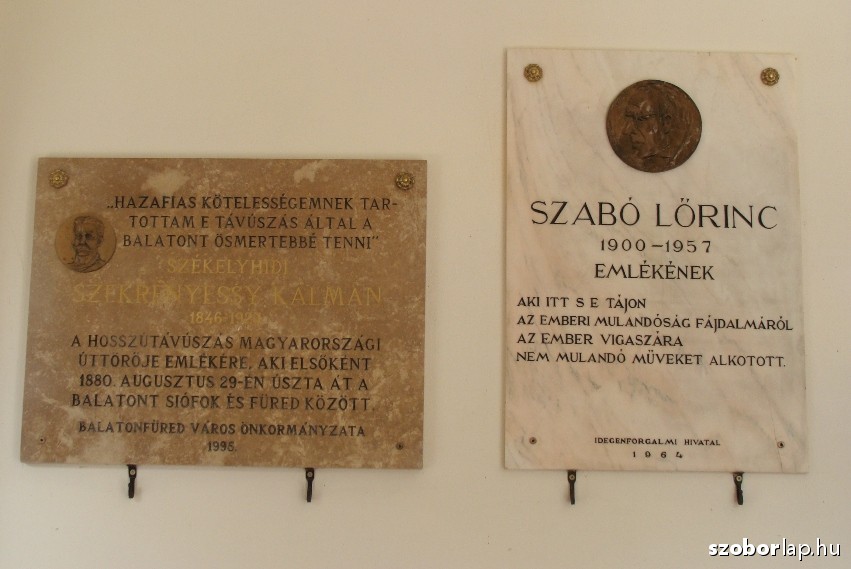 „HAZAFIAS KÖTELESSÉGEMNEK TAR-
TOTTAM E TÁVÚSZÁS ÁLTAL A
BALATONT ÖSMERTEBBÉ TENNI"
SZÉKELYHIDI
SZEKRÉNYESSY KÁLMÁN
A HOSSZÚTÁVÚSZÁS MAGYARORSZÁGI
ÚTTÖRŐJE EMLÉKÉRE, AKI ELSŐKÉNT
1880. AUGUSZTUS 29-ÉN ÚSZTA ÁT A
BALATONT SIÓFOK ÉS FÜRED KÖZÖTT.
BALATONFÜRED VÁROS ÖNKORMÁNYZATA
1995.
SZABÓ LŐRINC
1900-1957
EMLÉKÉNEK
AKI ITT S E TÁJON
AZ EMBERI MULANDÓSÁG FÁJDALMÁRÓL
AZ EMBER VIGASZÁRA
NEM MULANDÓ MŰVEKET ALKOTOTT.
IDEGENFORGALMI HIVATAL
1964
szoborlap.hu